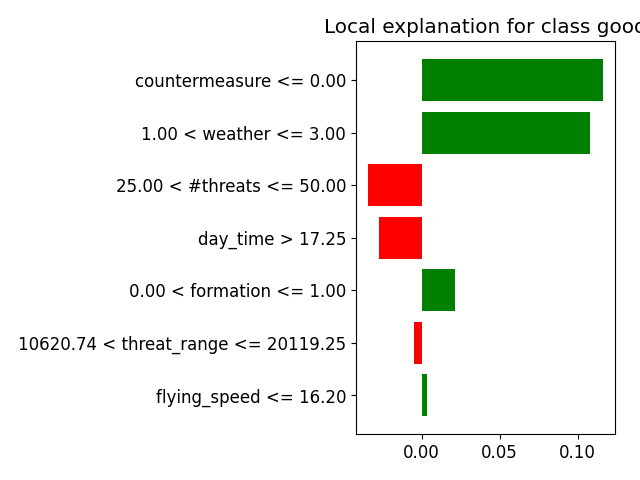 Local explanation for class good
countermeasure <= 0.00
1.00 < weather <= 3.00
25.00 < #threats <= 50.00
day_time > 17.25
0.00 < formation <= 1.00
10620.74 < threat_range <= 20119.25
flying_speed <= 16.20
0.00 0.05 0.10